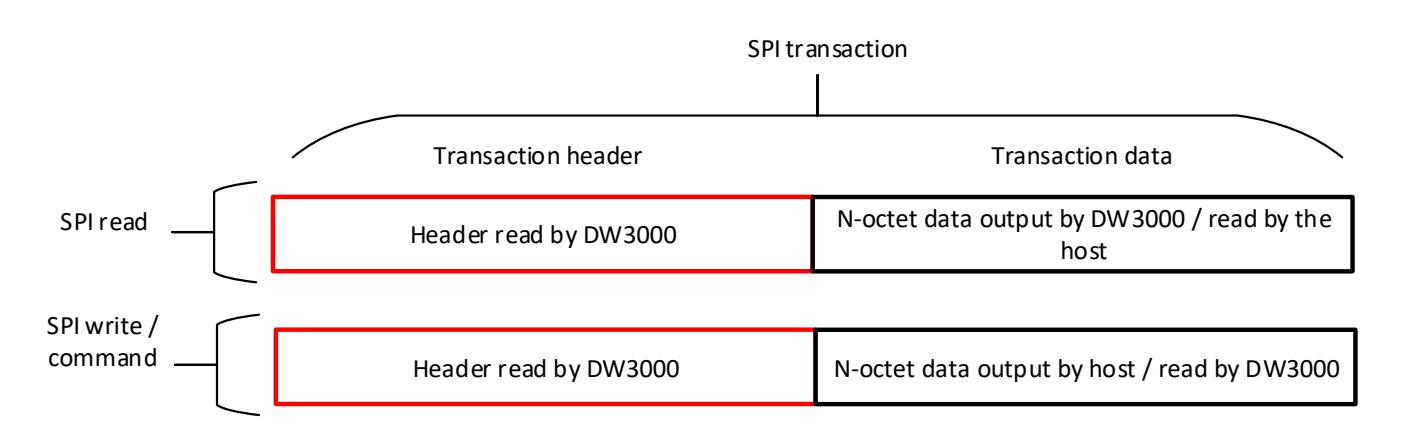 SPI transaction
Transaction header
Transaction data
SPI read
Header read by DW3000
N-octet data output by DW3000 / read by the
host
SPI write /
command
Header read by DW3000
N-octet data output by host / read by DW3000